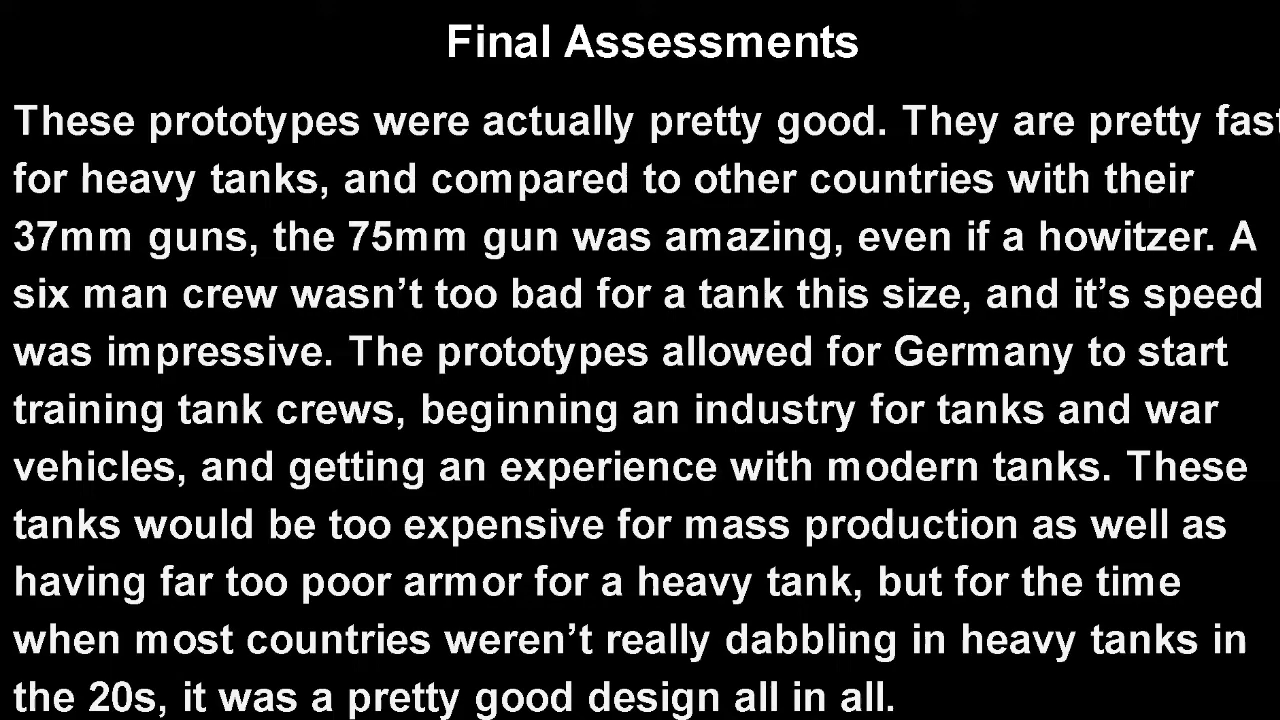 Final Assessments
These prototypes were actually pretty good. They are pretty fast
for heavy tanks, and compared to other countries with their
37mm guns, the 75mm gun was amazing, even if a howitzer. A
six man crew wasn’t too bad for a tank this size, and it’s speed
was impressive. The prototypes allowed for Germany to start
training tank crews, beginning an industry for tanks and war
vehicles, and getting an experience with modern tanks. These
tanks would be too expensive for mass production as well as
having far too poor armor for a heavy tank, but for the time
when most countries weren’t really dabbling in heavy tanks in
the 20s, it was a pretty good design all in all.